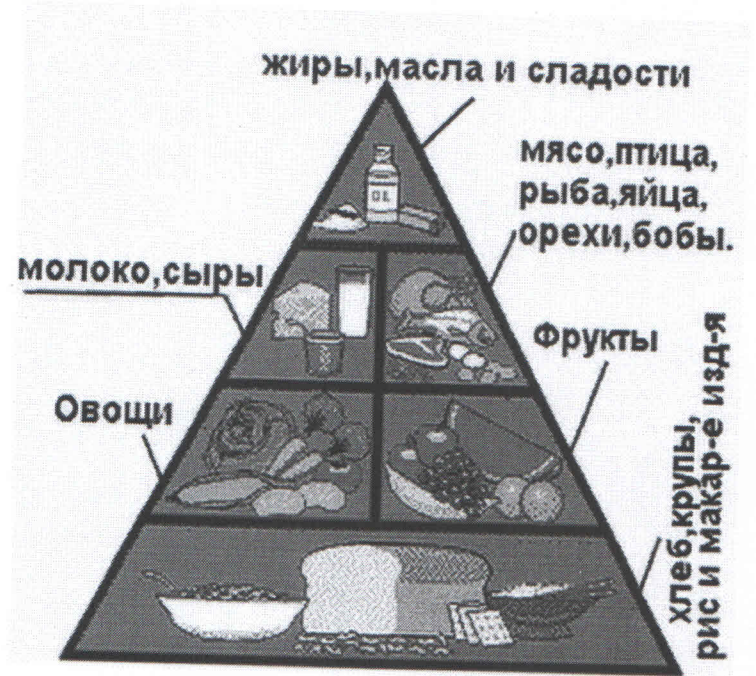 жиры,масла и сладости
мясо,птица,
рыба,яйца,
орехи,бобы.
молоко,сыры
Фрукты
Овощи
хлеб,крупы,
рис и макар-е изд-я